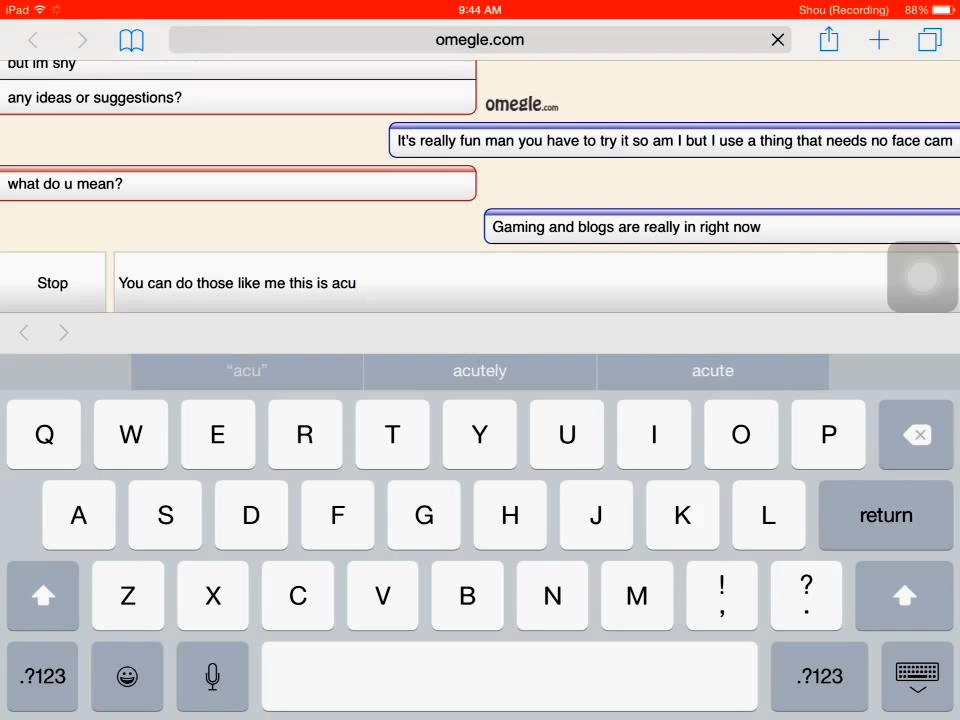 iPad 9:44 AM Shou (Recording) 88%
omegle.com
but im shy
any ideas or suggestions?
omegle.com
It's really fun man you have to try it so am I but I use a thing that needs no face cam
what do u mean?
Gaming and blogs are really in right now
Stop You can do those like me this is acu
“acu” acutely acute
Q W E R T Y U I O P
A S D F G H J K L return
Z X C V B N M ! , ? .
.?123 .?123